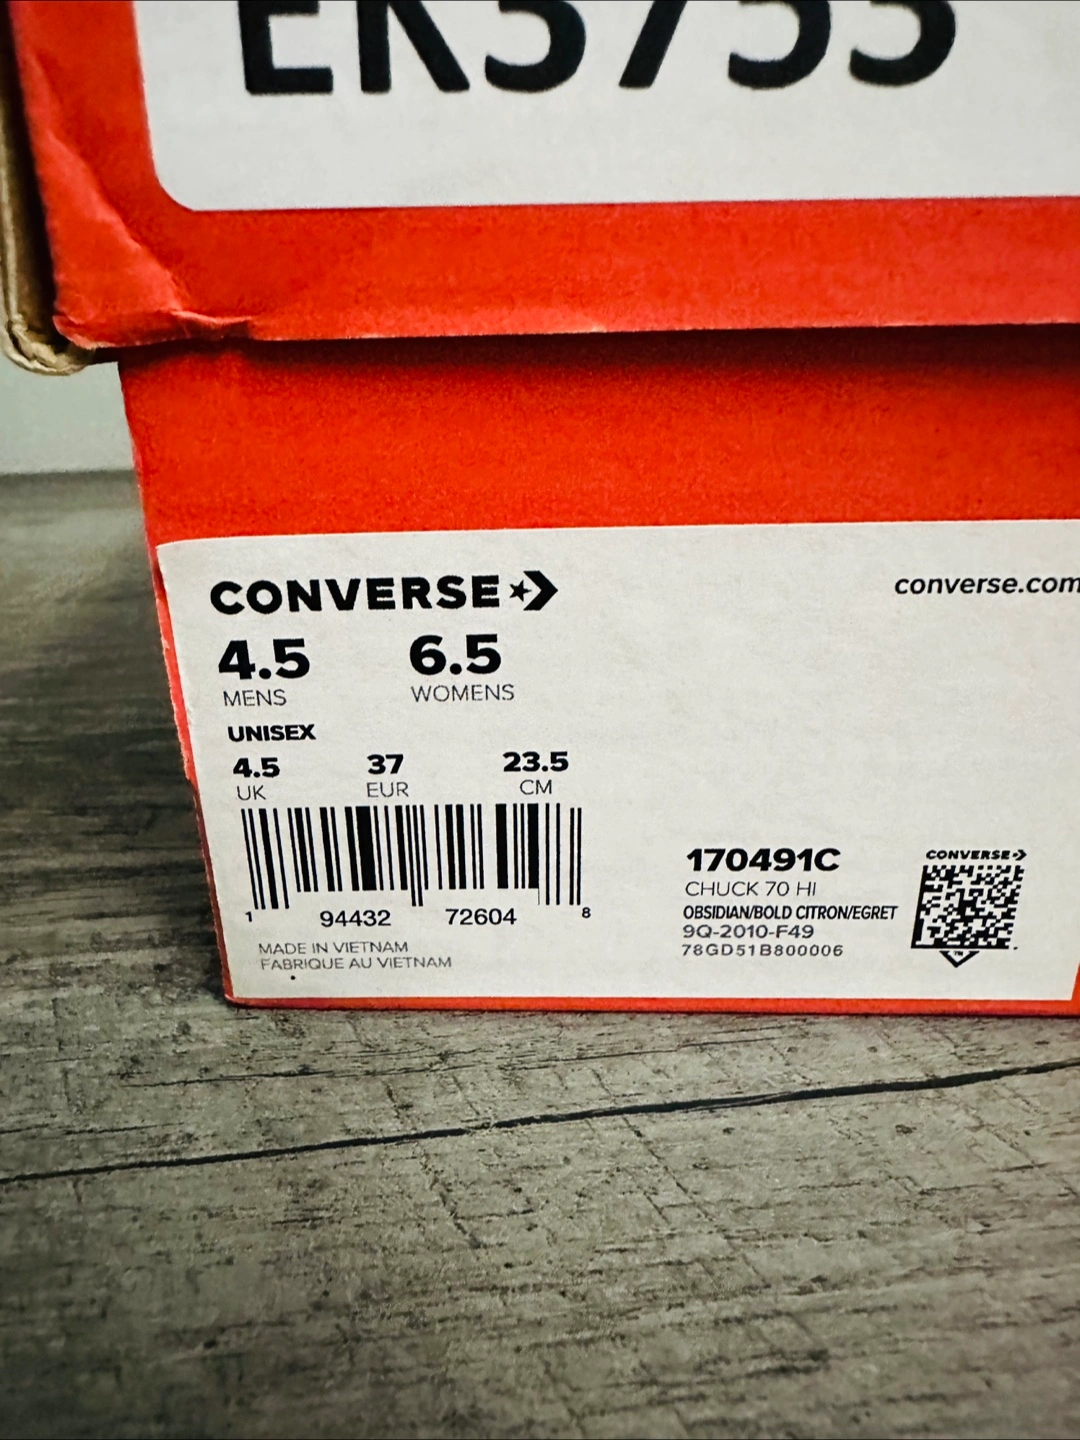 CONVERSE
converse.com
4.5 6.5
MENS WOMENS
UNISEX
4.5 37 23.5
UK EUR CM
1 94432 72604 8
MADE IN VIETNAM
FABRIQUE AU VIETNAM
170491C
CHUCK 70 HI
OBSIDIAN/BOLD CITRON/EGRET
9Q-2010-F49
78GD51B800006
CONVERSE
TM